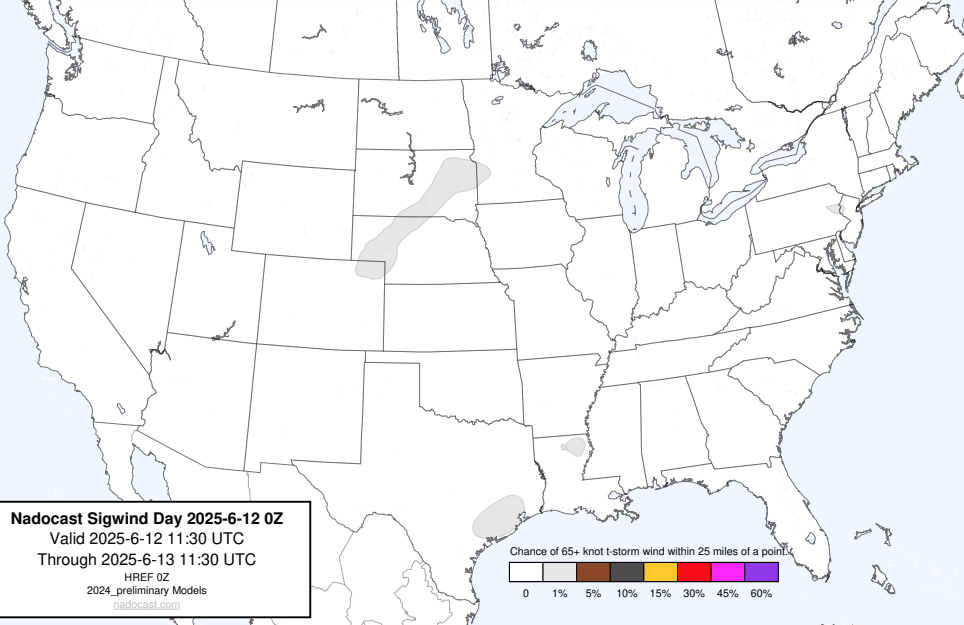 Nadocast Sigwind Day 2025-6-12 0Z
Valid 2025-6-12 11:30 UTC
Through 2025-6-13 11:30 UTC
HREF 0Z
2024_preliminary Models
nadocast.com
Chance of 65+ knot t-storm wind within 25 miles of a point.
0 1% 5% 10% 15% 30% 45% 60%